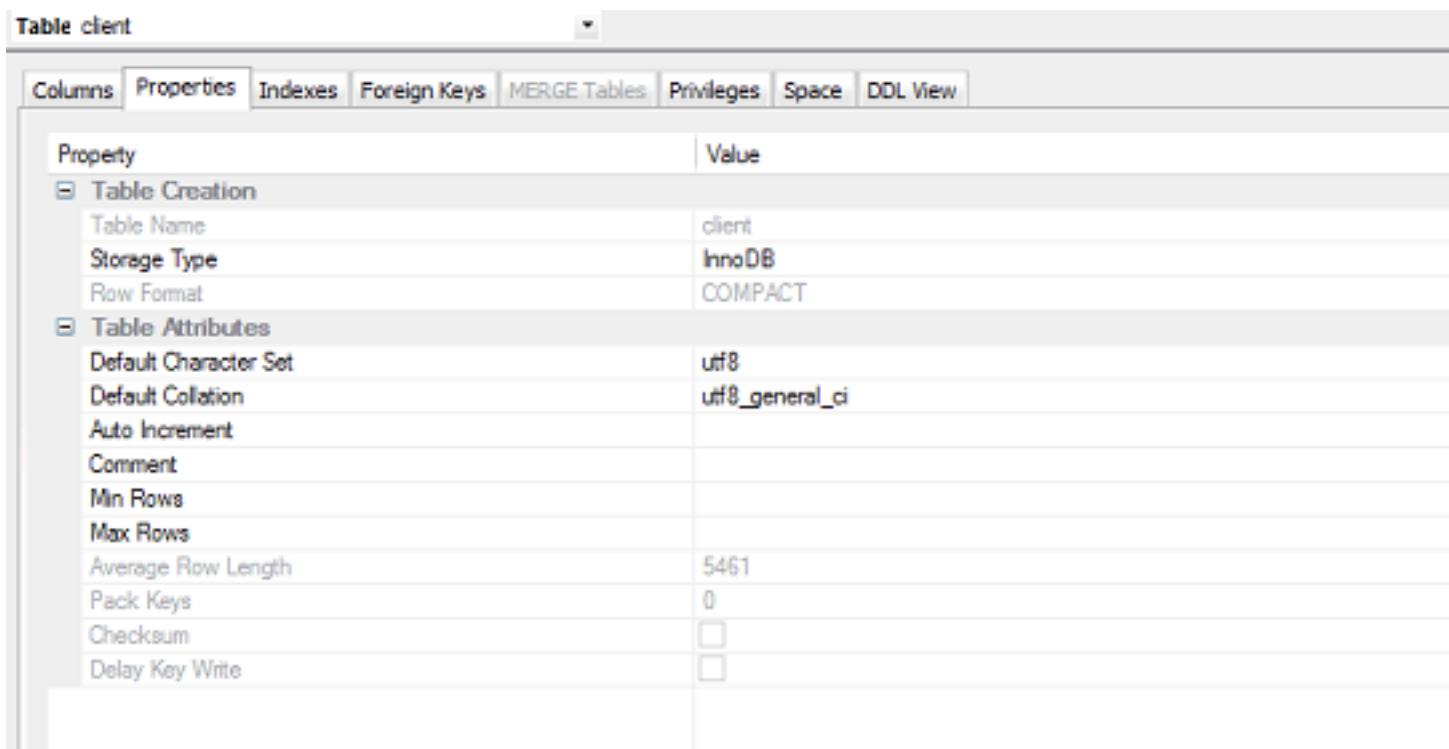 Table client
Columns Properties Indexes Foreign Keys MERGE Tables Privileges Space DDL View
Property Value
Table Creation
Table Name client
Storage Type InnoDB
Row Format COMPACT
Table Attributes
Default Character Set utf8
Default Collation utf8_general_ci
Auto Increment
Comment
Min Rows
Max Rows
Average Row Length 5461
Pack Keys 0
Checksum
Delay Key Write